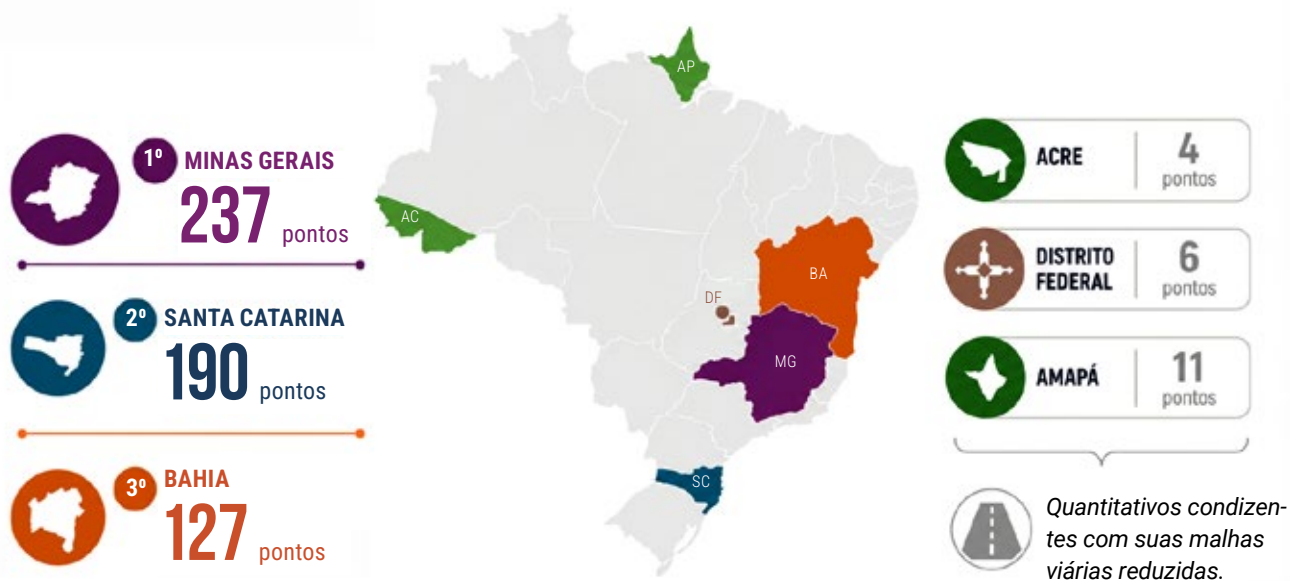 1º MINAS GERAIS
237 pontos
2º SANTA CATARINA
190 pontos
3º BAHIA
127 pontos
AP
AC
BA
DF
MG
SC
ACRE
4
pontos
DISTRITO
FEDERAL
6
pontos
AMAPÁ
11
pontos
Quantitativos condizen-
tes com suas malhas
viárias reduzidas.